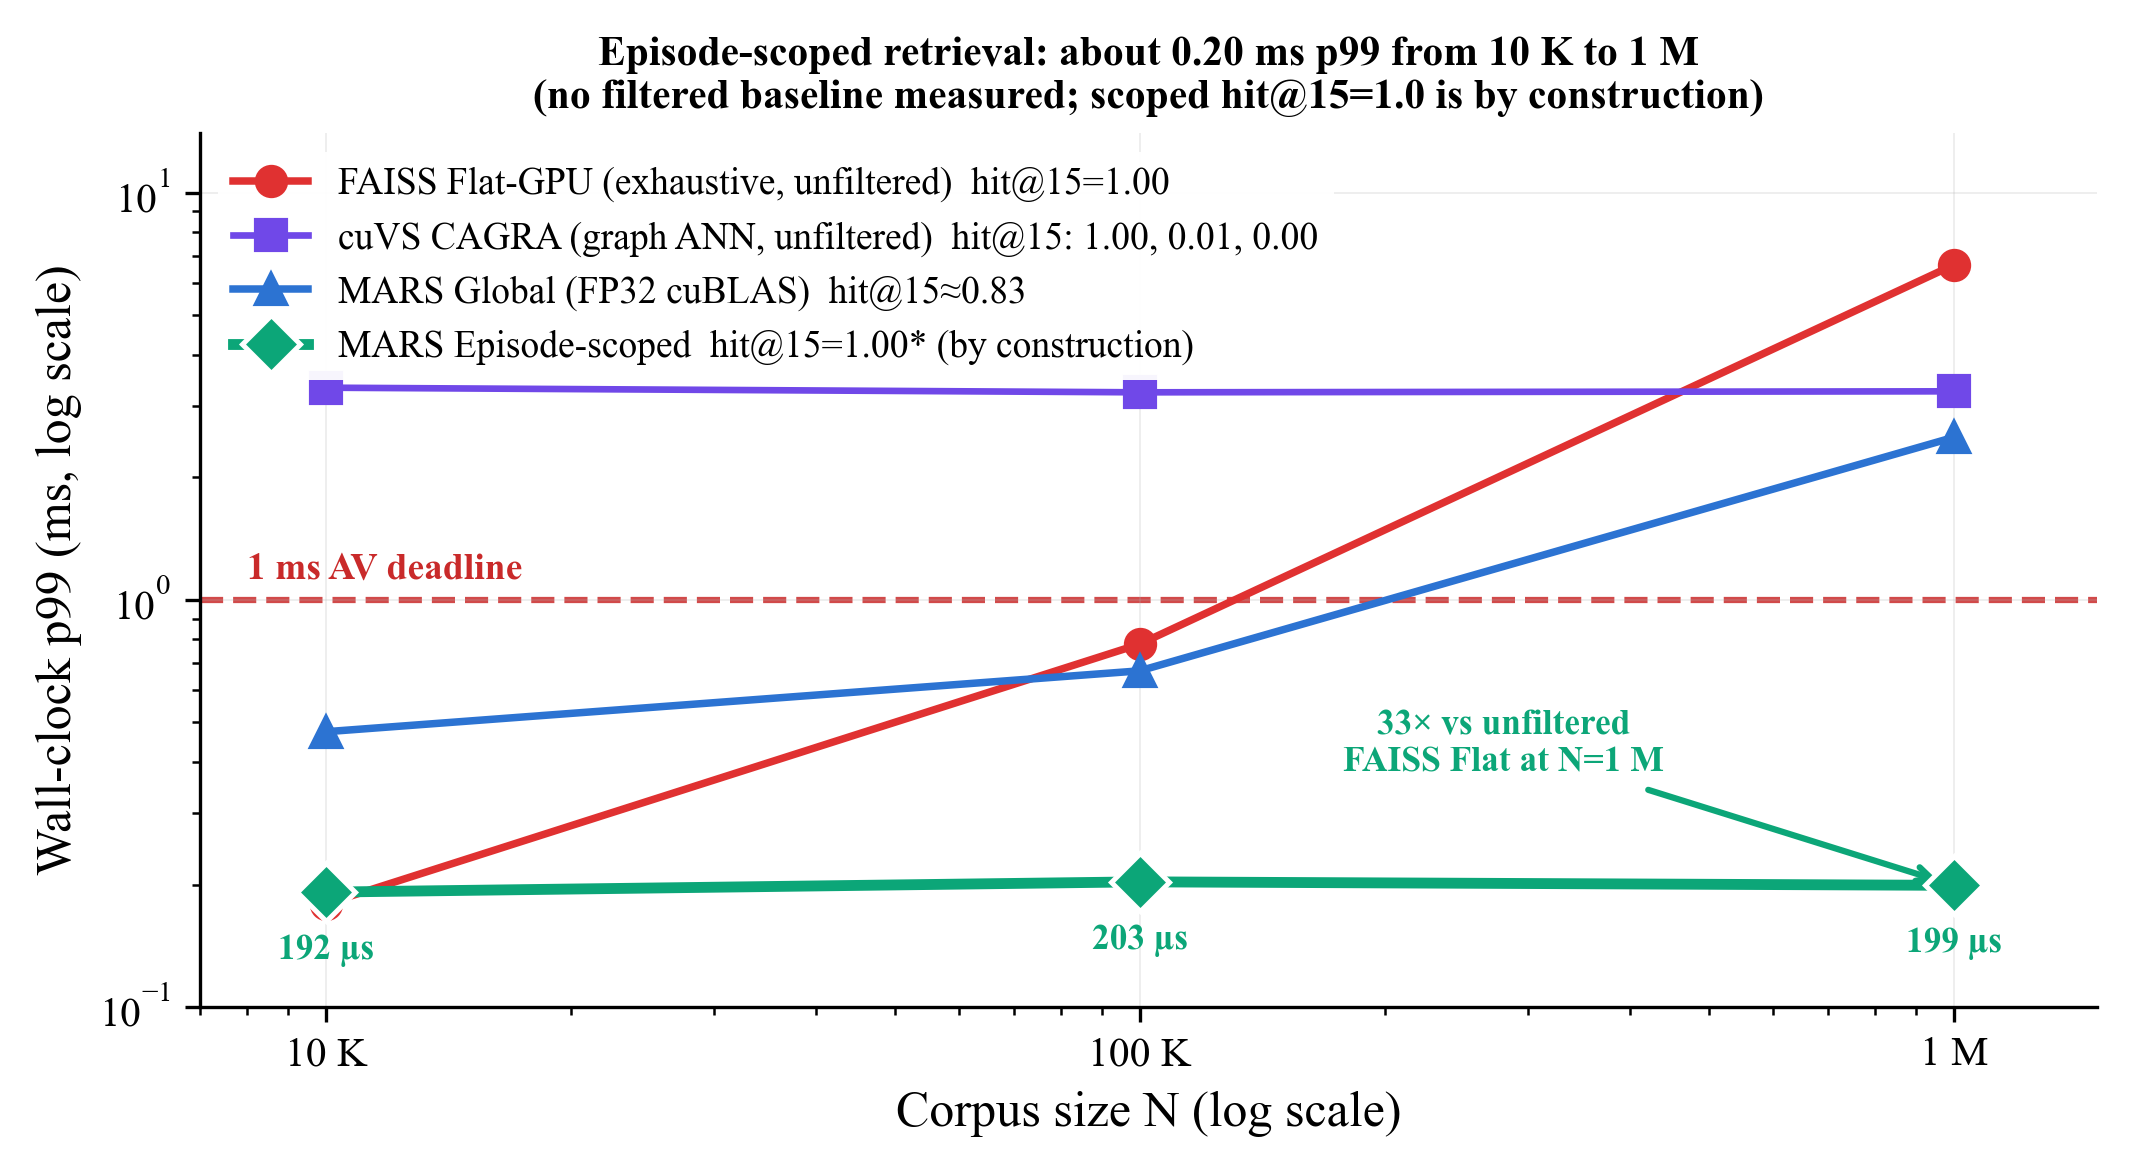 Episode-scoped retrieval: about 0.20 ms p99 from 10 K to 1 M
(no filtered baseline measured; scoped hit@15=1.0 is by construction)
FAISS Flat-GPU (exhaustive, unfiltered)  hit@15=1.00
cuVS CAGRA (graph ANN, unfiltered)  hit@15: 1.00, 0.01, 0.00
MARS Global (FP32 cuBLAS)  hit@15≈0.83
MARS Episode-scoped  hit@15=1.00* (by construction)
Wall-clock p99 (ms, log scale)
10¹
10⁰
10⁻¹
1 ms AV deadline
33× vs unfiltered
FAISS Flat at N=1 M
192 μs
203 μs
199 μs
10 K
100 K
1 M
Corpus size N (log scale)